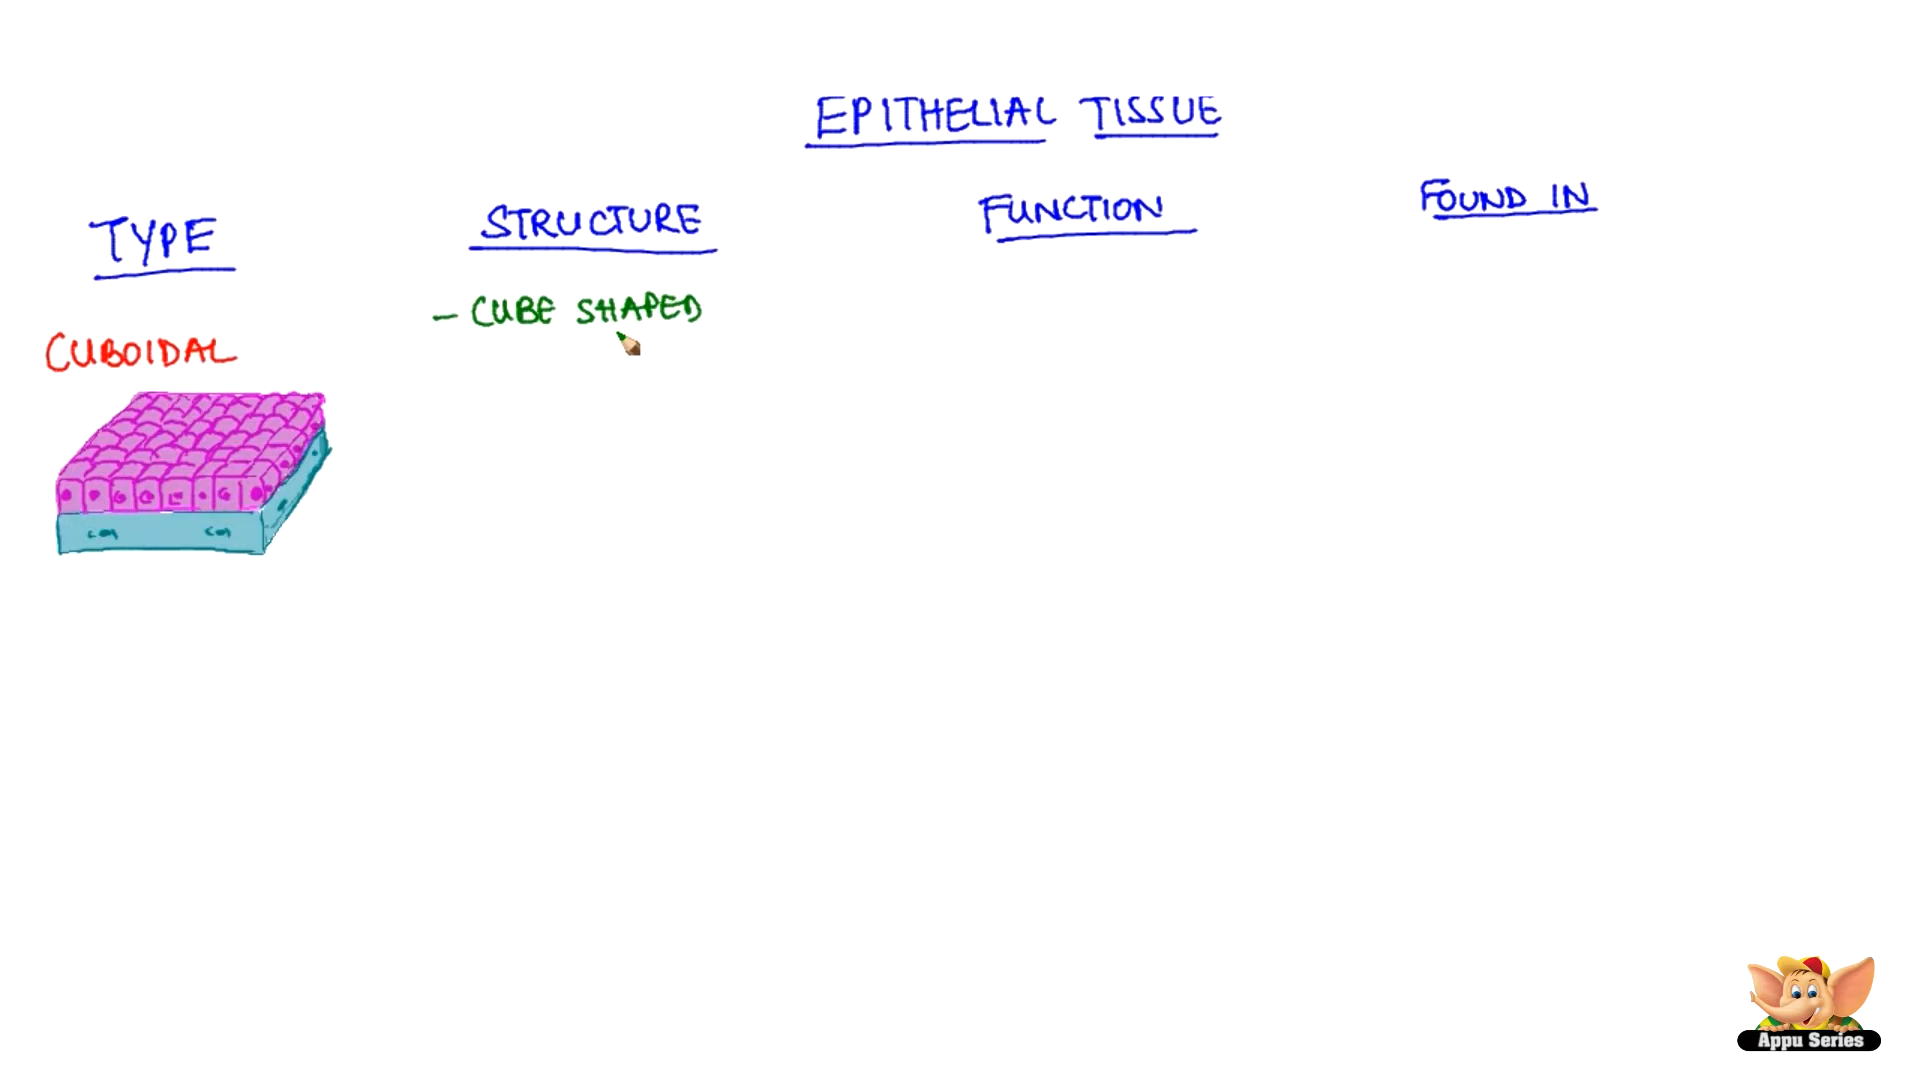 EPITHELIAL TISSUE
TYPE STRUCTURE FUNCTION FOUND IN
- CUBE SHAPED
CUBOIDAL
Appu Series